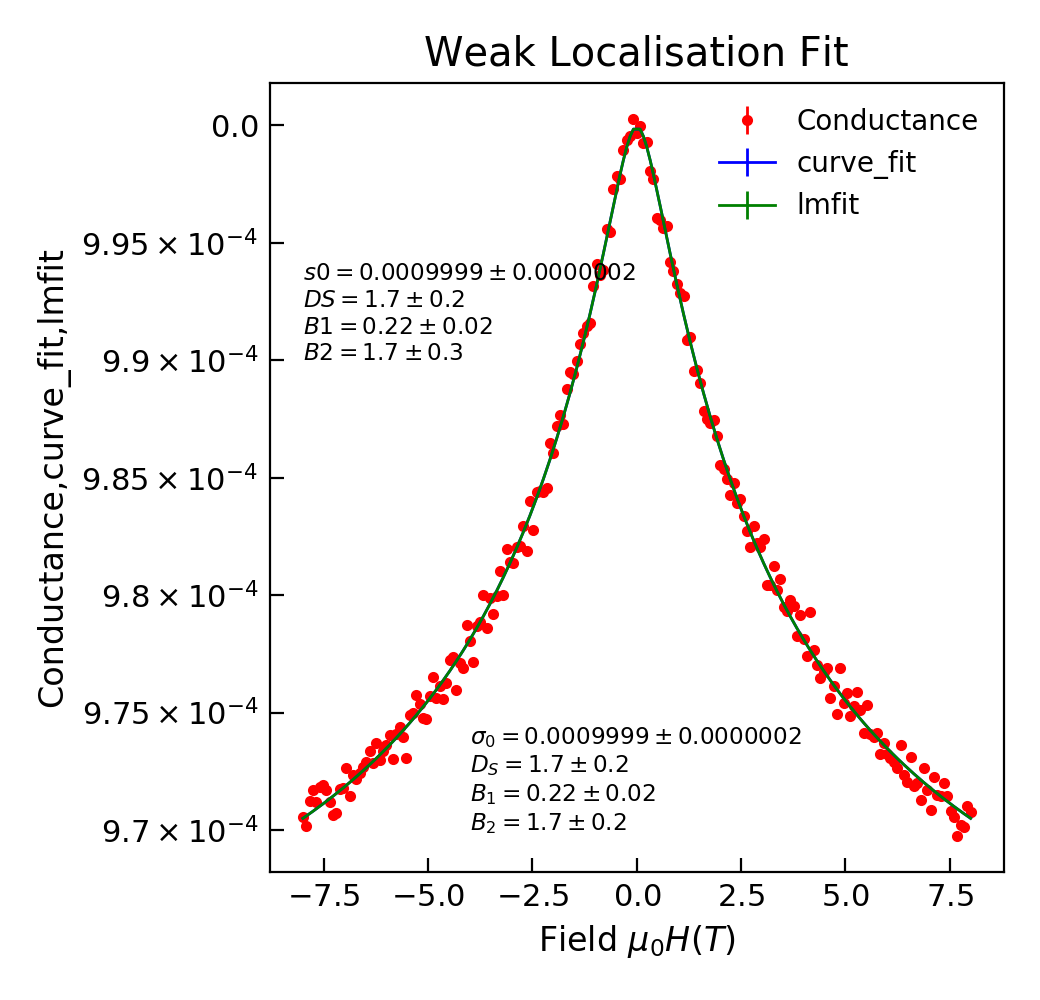 Weak Localisation Fit
Conductance
curve_fit
lmfit
Conductance,curve_fit,lmfit
0.0
9.95 × 10⁻⁴
9.9 × 10⁻⁴
9.85 × 10⁻⁴
9.8 × 10⁻⁴
9.75 × 10⁻⁴
9.7 × 10⁻⁴
s0 = 0.0009999 ± 0.0000002
DS = 1.7 ± 0.2
B1 = 0.22 ± 0.02
B2 = 1.7 ± 0.3
σ₀ = 0.0009999 ± 0.0000002
D_S = 1.7 ± 0.2
B₁ = 0.22 ± 0.02
B₂ = 1.7 ± 0.2
−7.5 −5.0 −2.5 0.0 2.5 5.0 7.5
Field μ₀H(T)